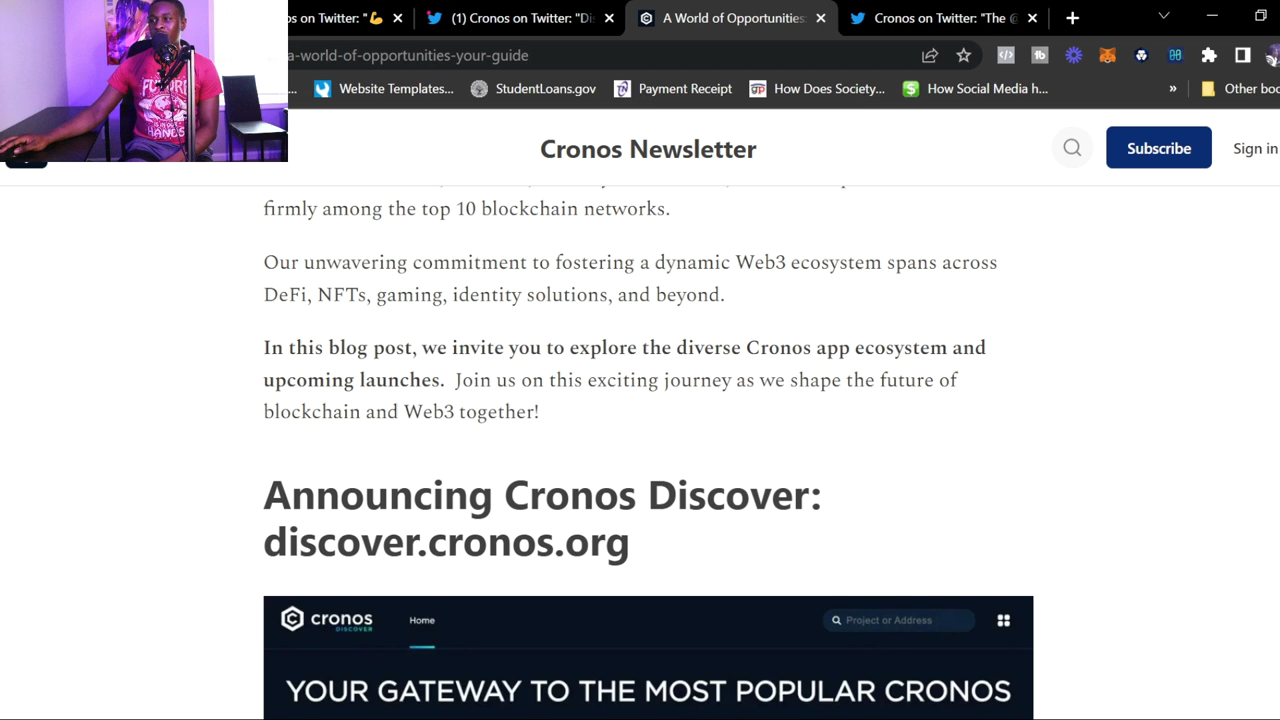 os on Twitter: "💪
(1) Cronos on Twitter: "Di
A World of Opportunities:
Cronos on Twitter: "The @
a-world-of-opportunities-your-guide
Website Templates...
StudentLoans.gov
Payment Receipt
How Does Society...
How Social Media h...
»
Other boo
Cronos Newsletter
Subscribe
Sign in
firmly among the top 10 blockchain networks.
Our unwavering commitment to fostering a dynamic Web3 ecosystem spans across
DeFi, NFTs, gaming, identity solutions, and beyond.
In this blog post, we invite you to explore the diverse Cronos app ecosystem and
upcoming launches. Join us on this exciting journey as we shape the future of
blockchain and Web3 together!
Announcing Cronos Discover:
discover.cronos.org
cronos
DISCOVER
Home
Project or Address
YOUR GATEWAY TO THE MOST POPULAR CRONOS
FUTURE
IS IN OUR
HANDS